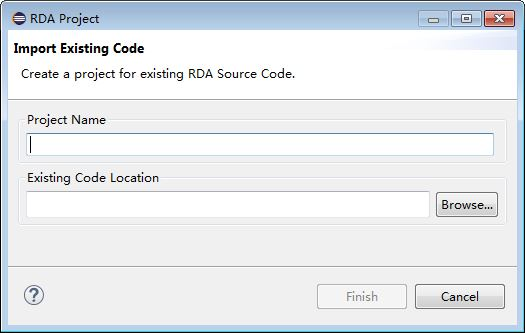 RDA Project
Import Existing Code
Create a project for existing RDA Source Code.
Project Name
Existing Code Location
Browse...
?
Finish
Cancel